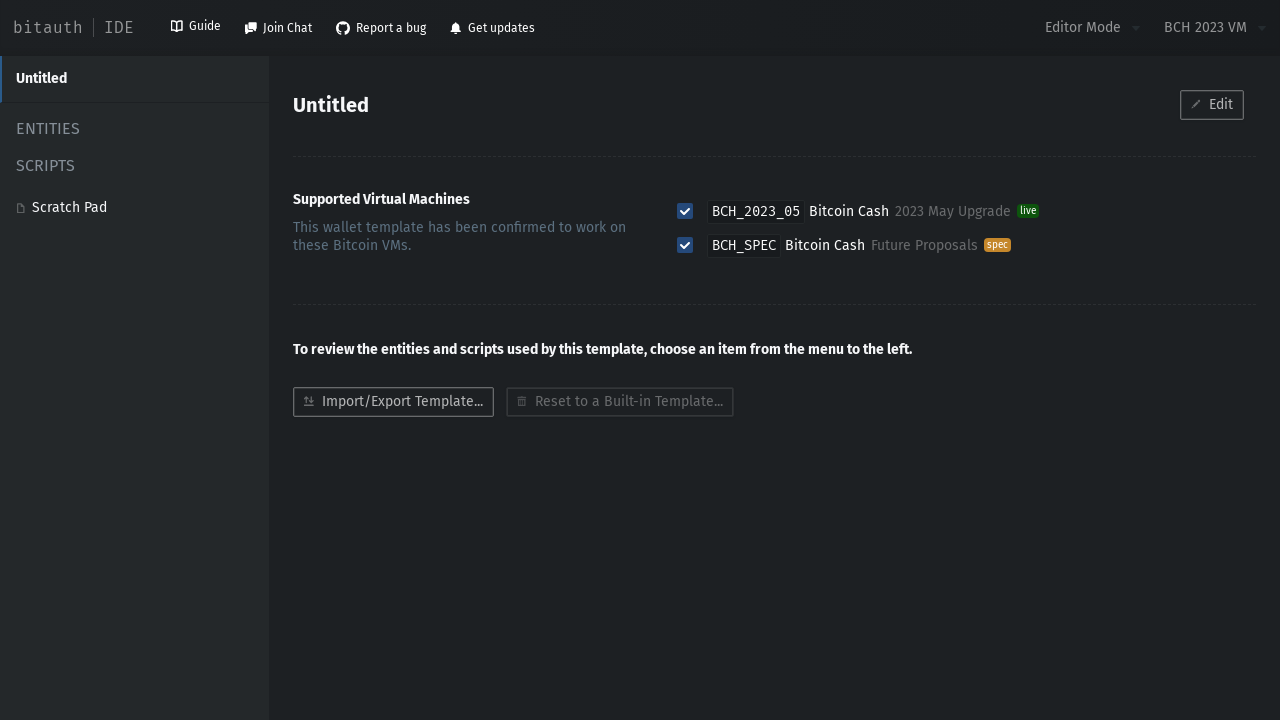 bitauth IDE Guide Join Chat Report a bug Get updates Editor Mode BCH 2023 VM
Untitled
ENTITIES
SCRIPTS
Scratch Pad
Untitled
Edit
Supported Virtual Machines
This wallet template has been confirmed to work on
these Bitcoin VMs.
BCH_2023_05 Bitcoin Cash 2023 May Upgrade live
BCH_SPEC Bitcoin Cash Future Proposals spec
To review the entities and scripts used by this template, choose an item from the menu to the left.
Import/Export Template... Reset to a Built-in Template...